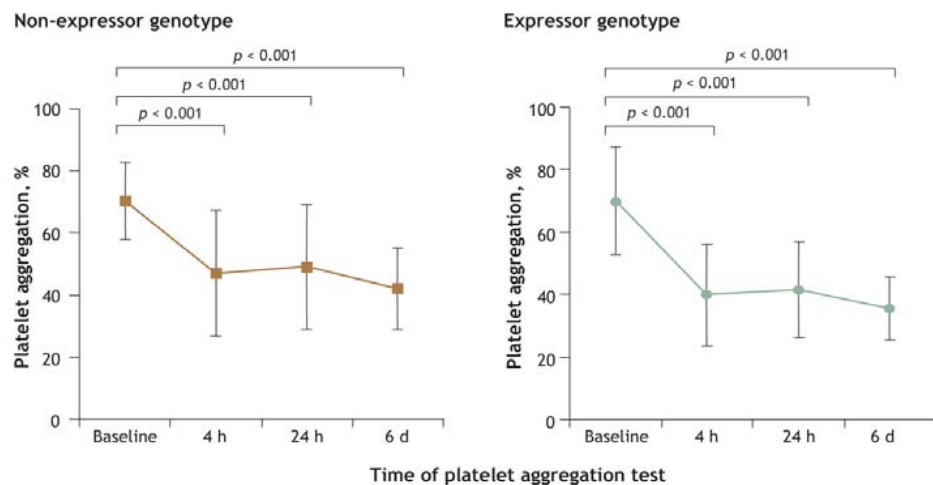 Non-expressor genotype
p < 0.001
p < 0.001
p < 0.001
100
80
60
40
20
0
Platelet aggregation, %
Baseline
4 h
24 h
6 d
Expressor genotype
p < 0.001
p < 0.001
p < 0.001
100
80
60
40
20
0
Platelet aggregation, %
Baseline
4 h
24 h
6 d
Time of platelet aggregation test